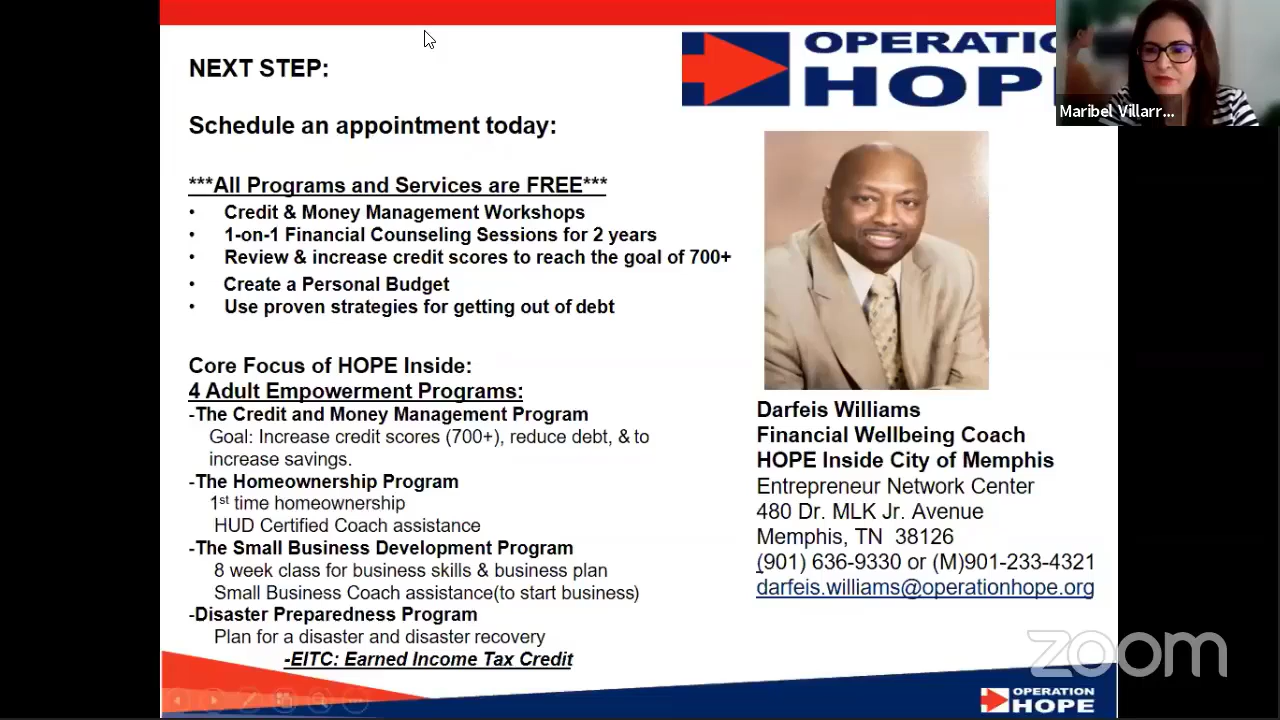 NEXT STEP:
Schedule an appointment today:
***All Programs and Services are FREE***
• Credit & Money Management Workshops
• 1-on-1 Financial Counseling Sessions for 2 years
• Review & increase credit scores to reach the goal of 700+
• Create a Personal Budget
• Use proven strategies for getting out of debt
Core Focus of HOPE Inside:
4 Adult Empowerment Programs:
-The Credit and Money Management Program
Goal: Increase credit scores (700+), reduce debt, & to
increase savings.
-The Homeownership Program
1st time homeownership
HUD Certified Coach assistance
-The Small Business Development Program
8 week class for business skills & business plan
Small Business Coach assistance(to start business)
-Disaster Preparedness Program
Plan for a disaster and disaster recovery
-EITC: Earned Income Tax Credit
OPERATIO
HOP
Maribel Villarr...
Darfeis Williams
Financial Wellbeing Coach
HOPE Inside City of Memphis
Entrepreneur Network Center
480 Dr. MLK Jr. Avenue
Memphis, TN 38126
(901) 636-9330 or (M)901-233-4321
darfeis.williams@operationhope.org
zoom
OPERATION
HOPE